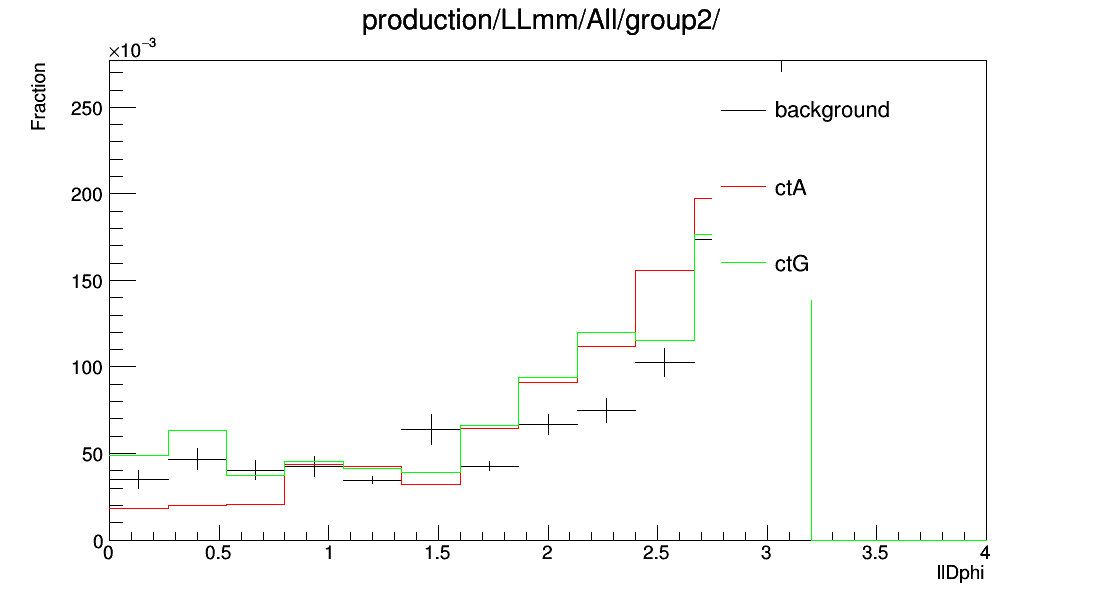 production/LLmm/All/group2/
×10⁻³
Fraction
250
200
150
100
50
0
background
ctA
ctG
0 0.5 1 1.5 2 2.5 3 3.5 4
llDphi